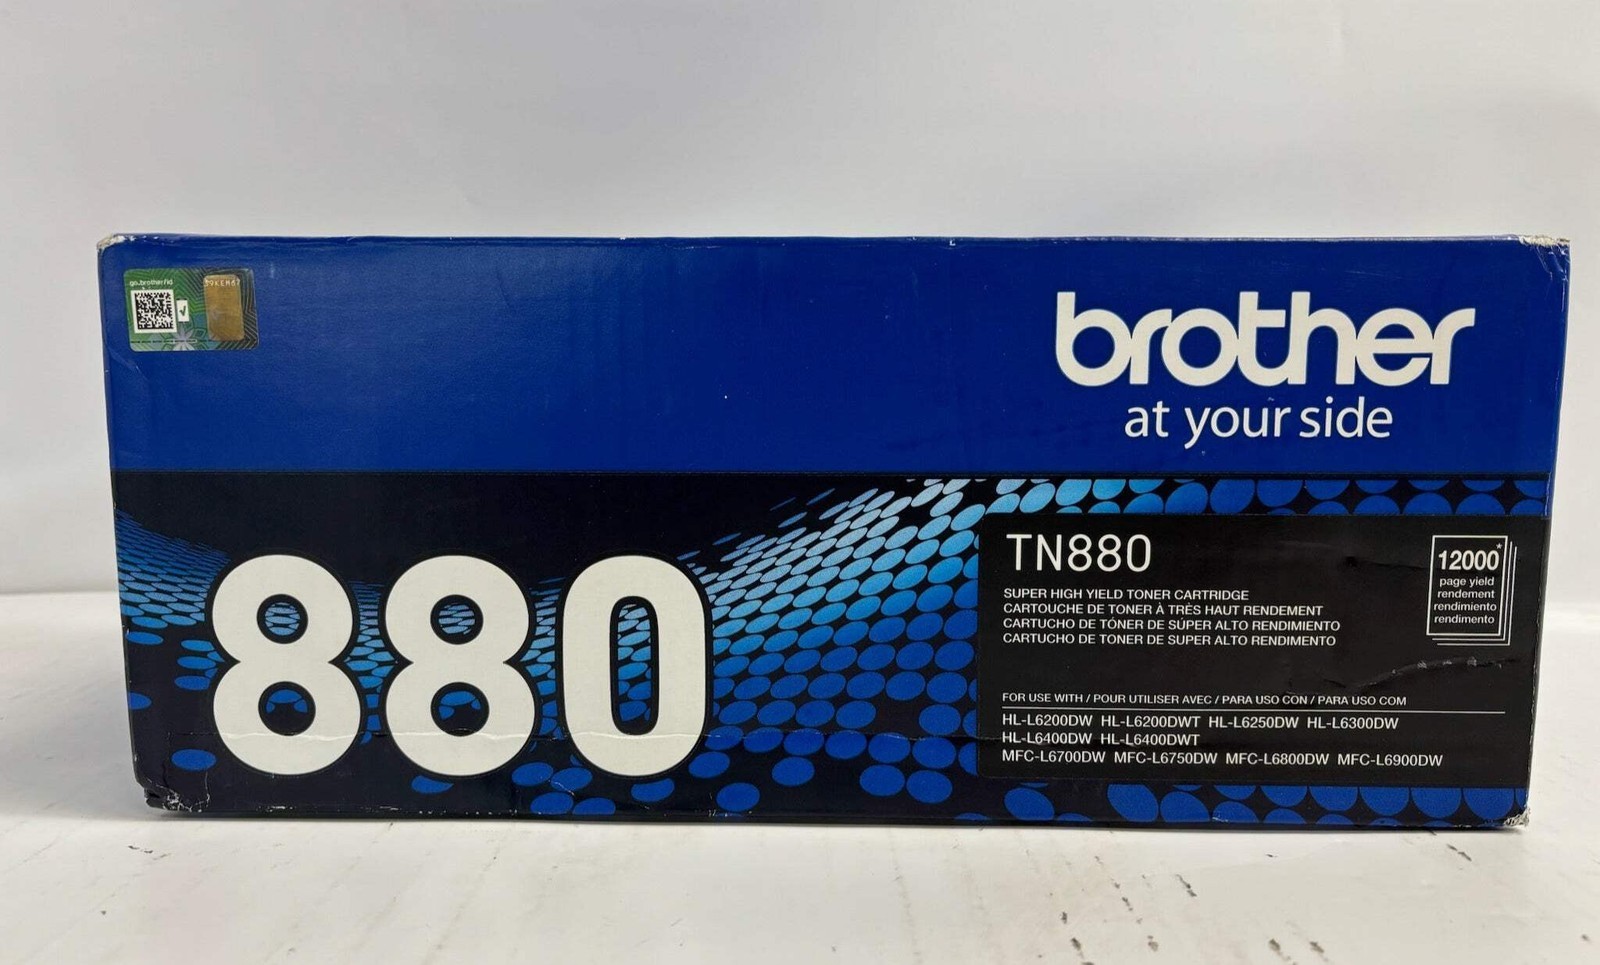 go.brother/id
brother
at your side
880
TN880
SUPER HIGH YIELD TONER CARTRIDGE
CARTOUCHE DE TONER À TRÈS HAUT RENDEMENT
CARTUCHO DE TÓNER DE SÚPER ALTO RENDIMIENTO
CARTUCHO DE TONER DE SUPER ALTO RENDIMENTO
12000*
page yield
rendement
rendimiento
rendimento
FOR USE WITH / POUR UTILISER AVEC / PARA USO CON / PARA USO COM
HL-L6200DW HL-L6200DWT HL-L6250DW HL-L6300DW
HL-L6400DW HL-L6400DWT
MFC-L6700DW MFC-L6750DW MFC-L6800DW MFC-L6900DW